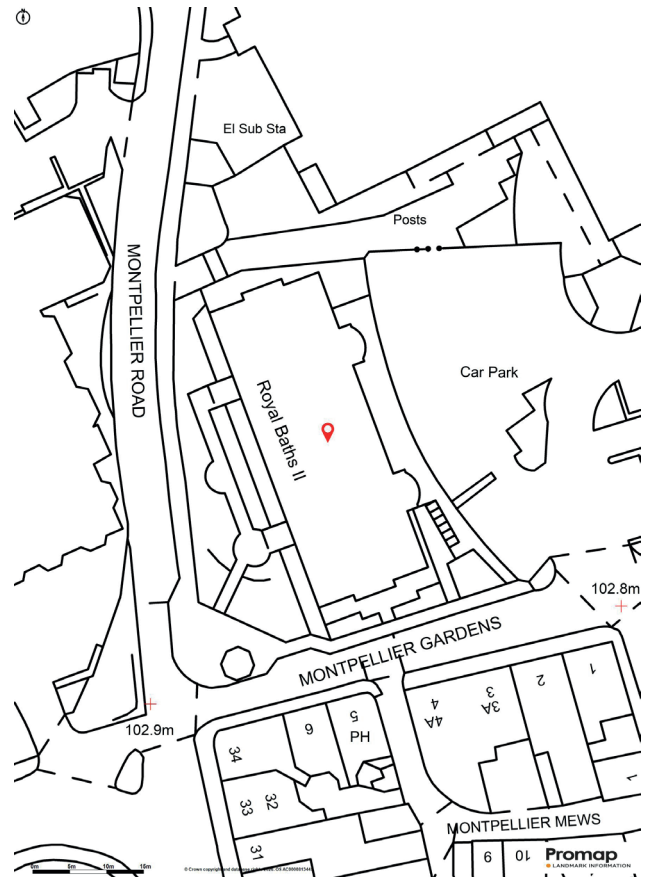 N
El Sub Sta
Posts
MONTPELLIER ROAD
Car Park
Royal Baths II
102.8m
MONTPELLIER GARDENS
102.9m
1
2
3A
3
4A
4
5
PH
6
34
33
32
31
1
MONTPELLIER MEWS
9
10
0m 5m 10m 15m
Promap
LANDMARK INFORMATION